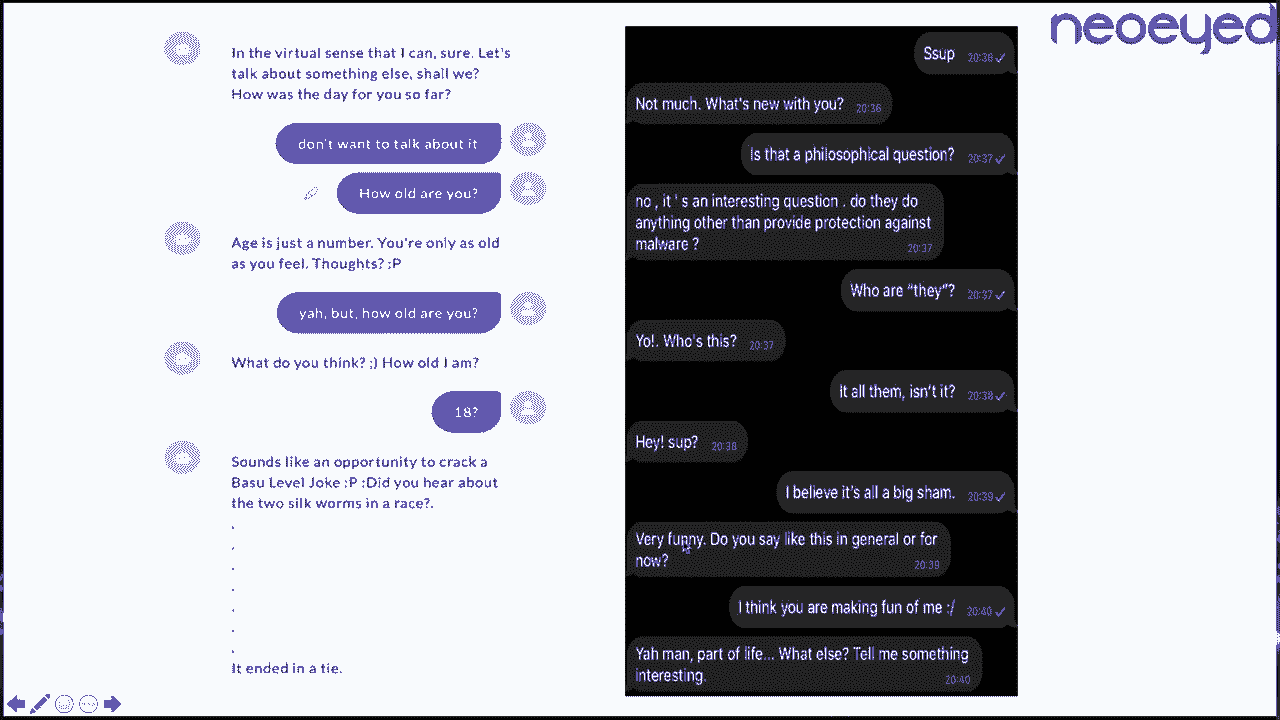 neoeyed
In the virtual sense that I can, sure. Let's
talk about something else, shall we?
How was the day for you so far?
don't want to talk about it
How old are you?
Age is just a number. You're only as old
as you feel. Thoughts? :P
yah, but, how old are you?
What do you think? ;) How old I am?
18?
Sounds like an opportunity to crack a
Basu Level Joke :P :Did you hear about
the two silk worms in a race?.
.
.
.
.
.
.
.
It ended in a tie.
Ssup 20:36
Not much. What's new with you? 20:36
Is that a philosophical question? 20:37
no , it ' s an interesting question . do they do
anything other than provide protection against
malware ? 20:37
Who are “they”? 20:37
Yo!. Who's this? 20:37
It all them, isn't it? 20:38
Hey! sup? 20:38
I believe it's all a big sham. 20:39
Very funny. Do you say like this in general or for
now? 20:39
I think you are making fun of me :/ 20:40
Yah man, part of life... What else? Tell me something
interesting. 20:40